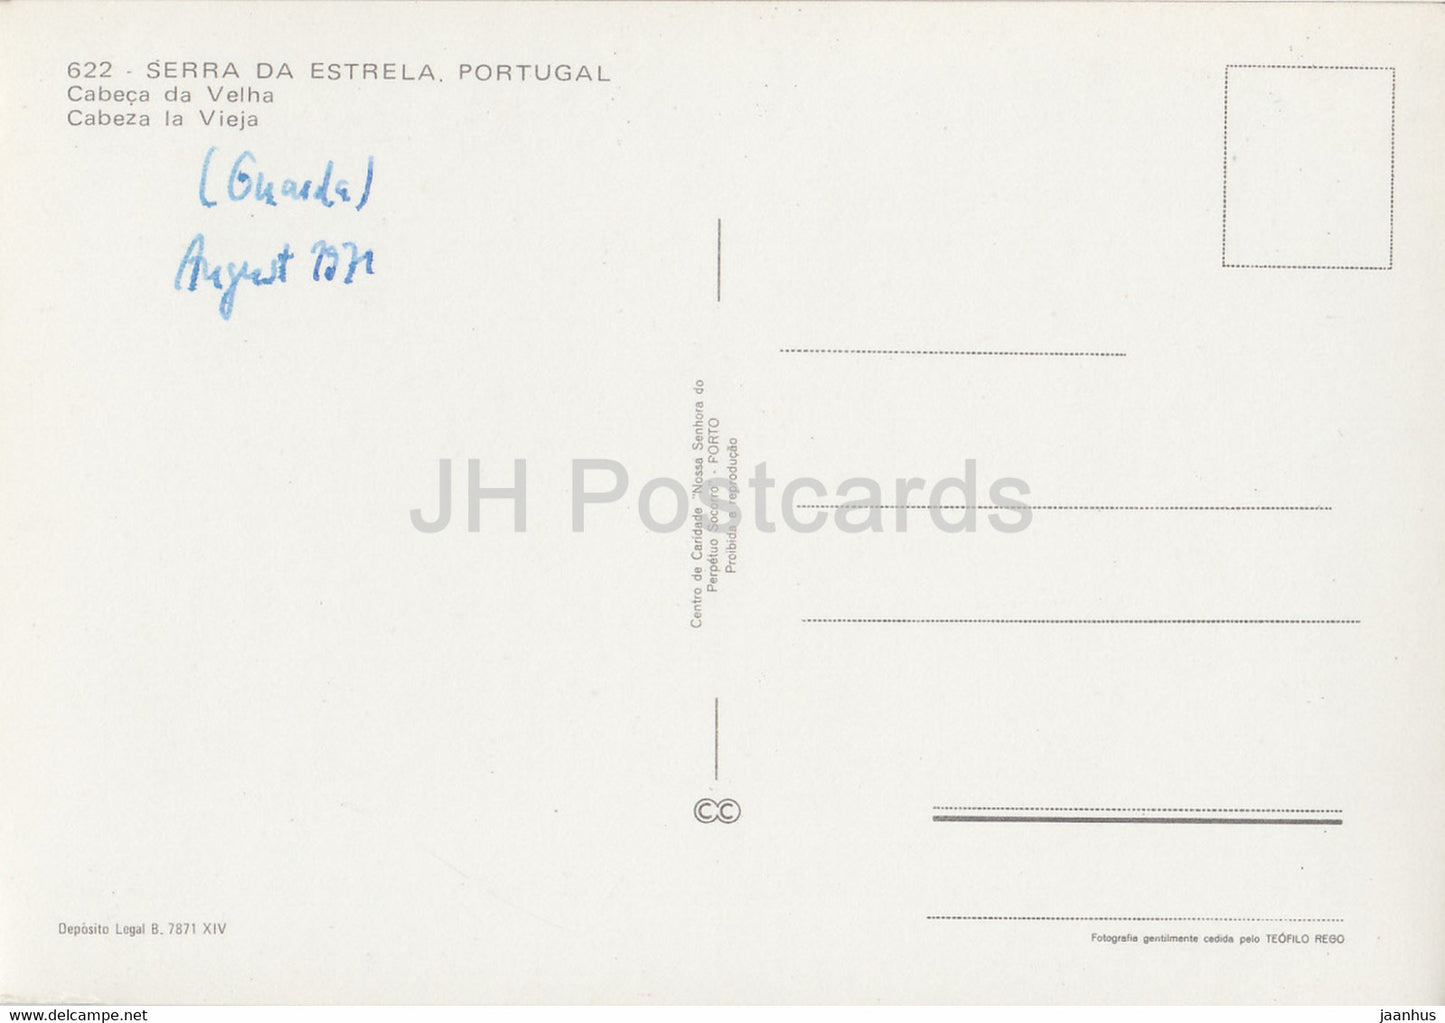 622 - SERRA DA ESTRELA. PORTUGAL
Cabeça da Velha
Cabeza la Vieja
(Guarda)
August 1971
Centro de Caridade "Nossa Senhora do
Perpétuo Socorro" - PORTO
Proibida a reprodução
JH Postcards
CC
Depósito Legal B. 7871 XIV
Fotografia gentilmente cedida pelo TEÓFILO REGO
www.delcampe.net
jaanhus